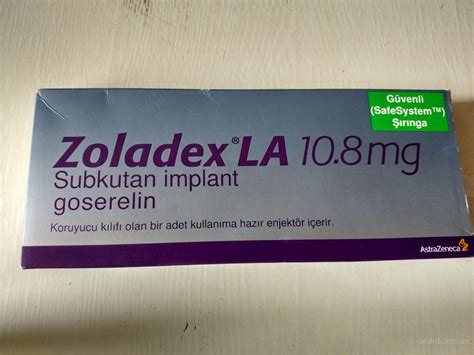 Güvenli
(SafeSystem™)
Şırınga
Zoladex® LA 10.8 mg
Subkutan implant
goserelin
Koruyucu kılıfı olan bir adet kullanıma hazır enjektör içerir.
AstraZeneca